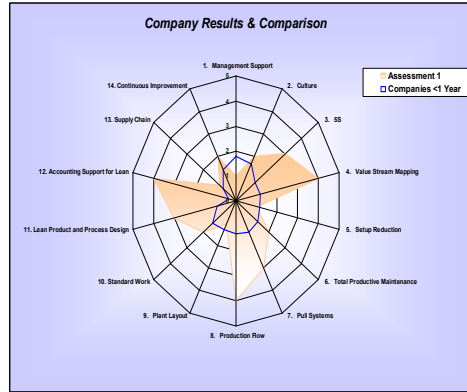 Company Results & Comparison
1. Management Support
2. Culture
3. 5S
4. Value Stream Mapping
5. Setup Reduction
6. Total Productive Maintenance
7. Pull Systems
8. Production Flow
9. Plant Layout
10. Standard Work
11. Lean Product and Process Design
12. Accounting Support for Lean
13. Supply Chain
14. Continuous Improvement
5
4
3
2
1
0
Assessment 1
Companies <1 Year